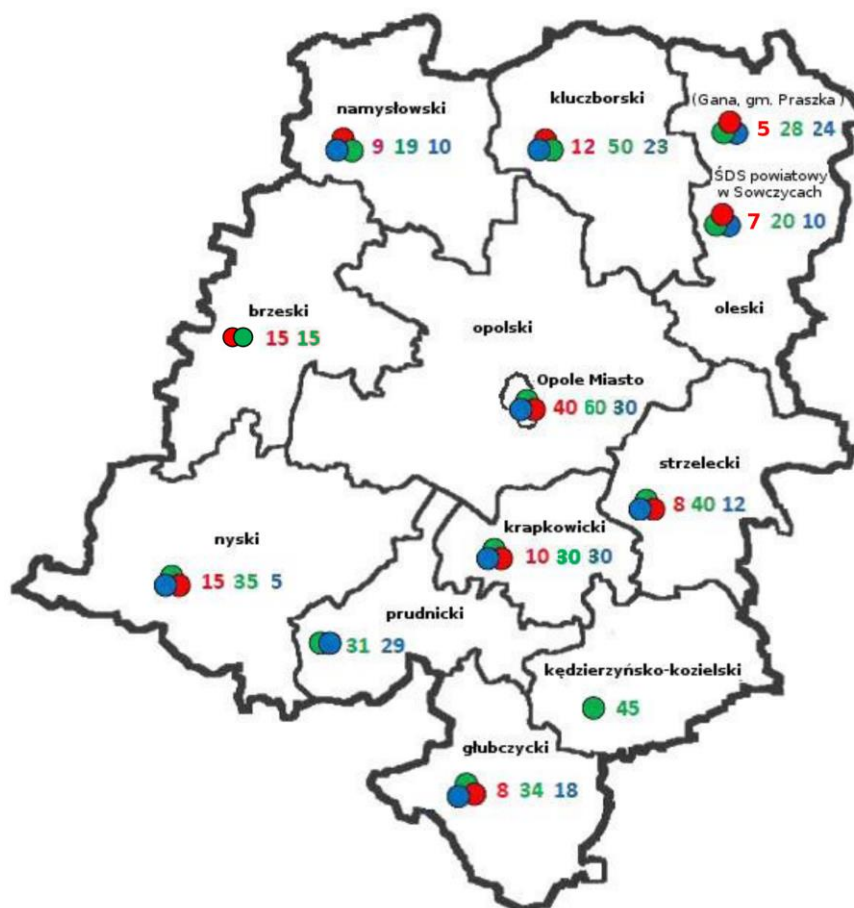 namysłowski
9 19 10
kluczborski
12 50 23
(Gana, gm. Praszka )
5 28 24
ŚDS powiatowy
w Sowczycach
7 20 10
oleski
brzeski
15 15
opolski
Opole Miasto
40 60 30
strzelecki
8 40 12
nyski
15 35 5
krapkowicki
10 30 30
prudnicki
31 29
kędzierzyńsko-kozielski
45
głubczycki
8 34 18